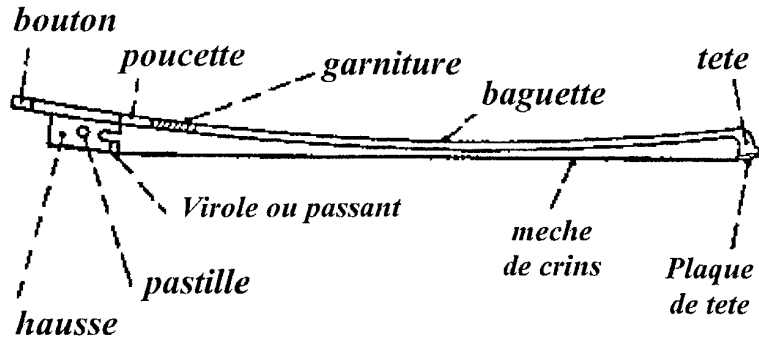 bouton
poucette
garniture
tete
baguette
Virole ou passant
meche
de crins
Plaque
de tete
pastille
hausse